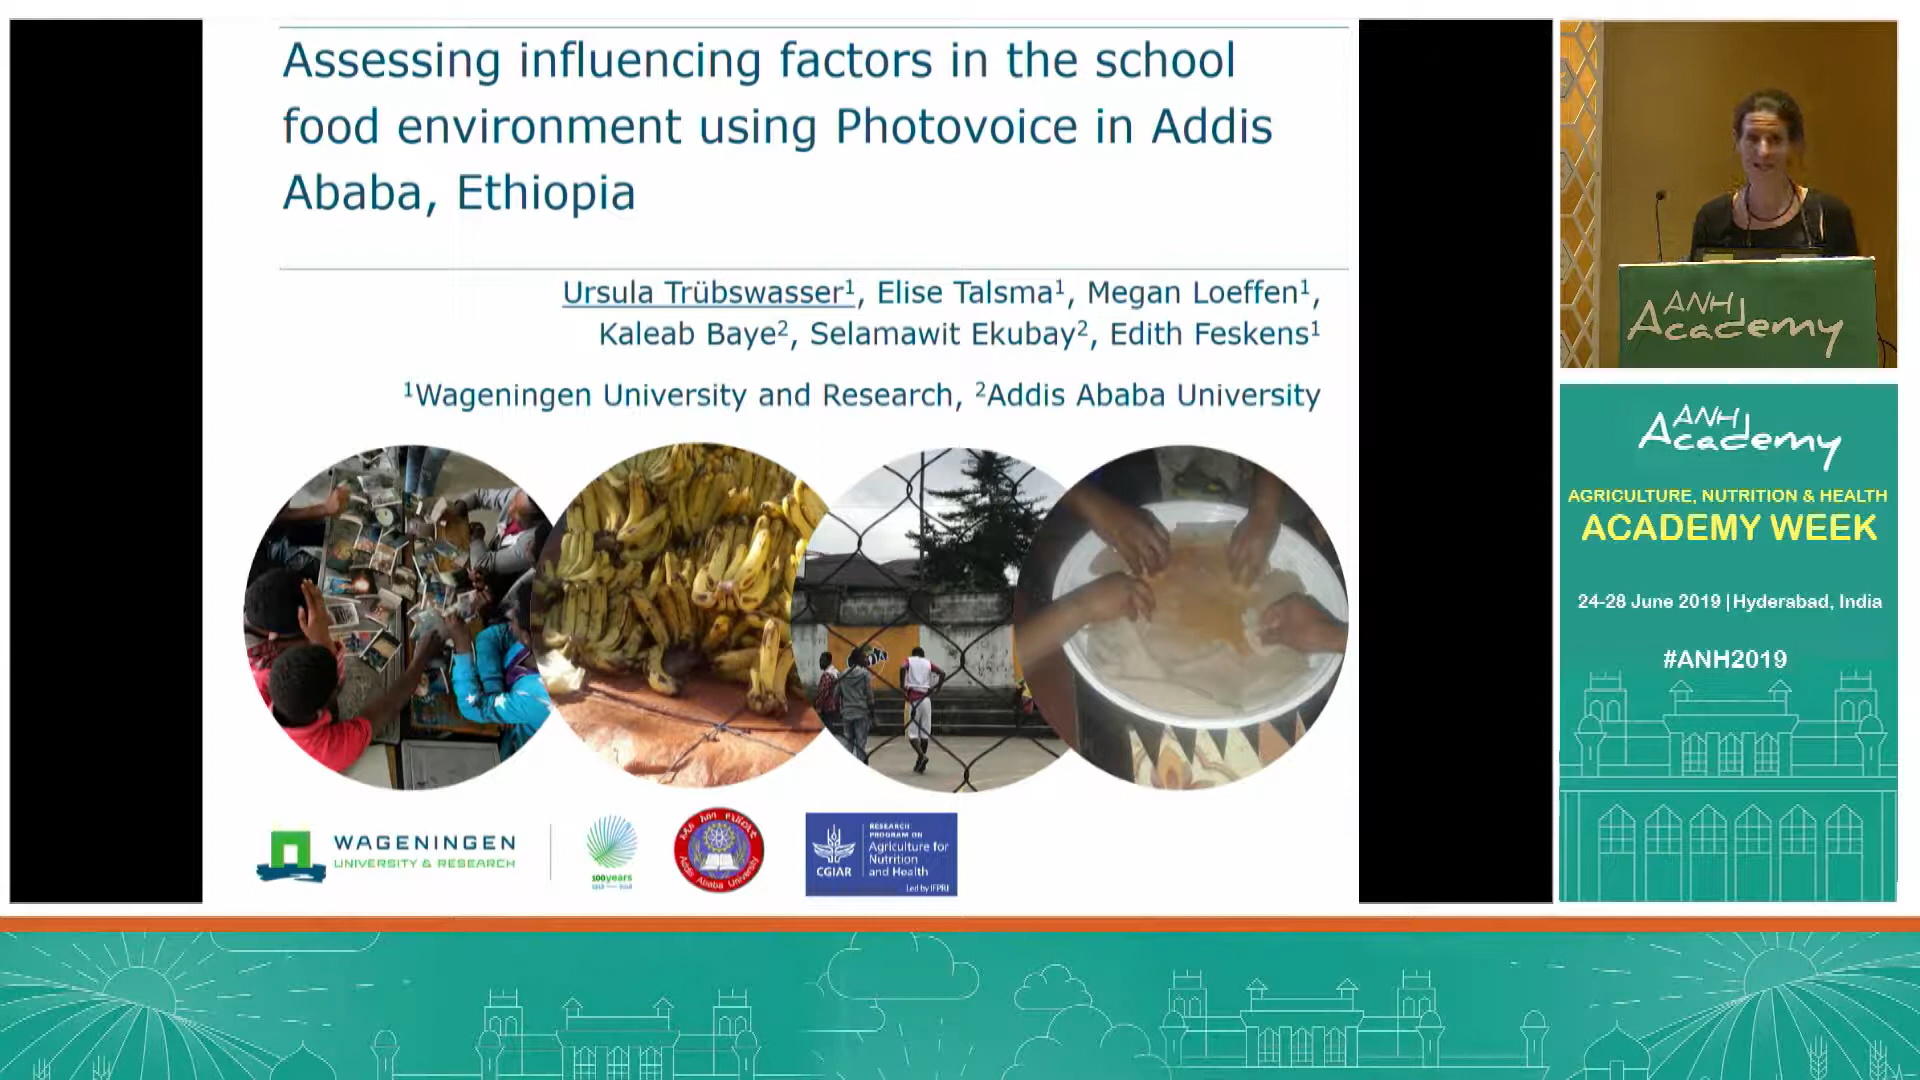 Assessing influencing factors in the school
food environment using Photovoice in Addis
Ababa, Ethiopia
Ursula Trübswasser¹, Elise Talsma¹, Megan Loeffen¹,
Kaleab Baye², Selamawit Ekubay², Edith Feskens¹
¹Wageningen University and Research, ²Addis Ababa University
WAGENINGEN
UNIVERSITY & RESEARCH
100years
Addis Ababa University
CGIAR
RESEARCH
PROGRAM ON
Agriculture for
Nutrition
and Health
Led by IFPRI
ANH
Academy
ANH
Academy
AGRICULTURE, NUTRITION & HEALTH
ACADEMY WEEK
24-28 June 2019 | Hyderabad, India
#ANH2019